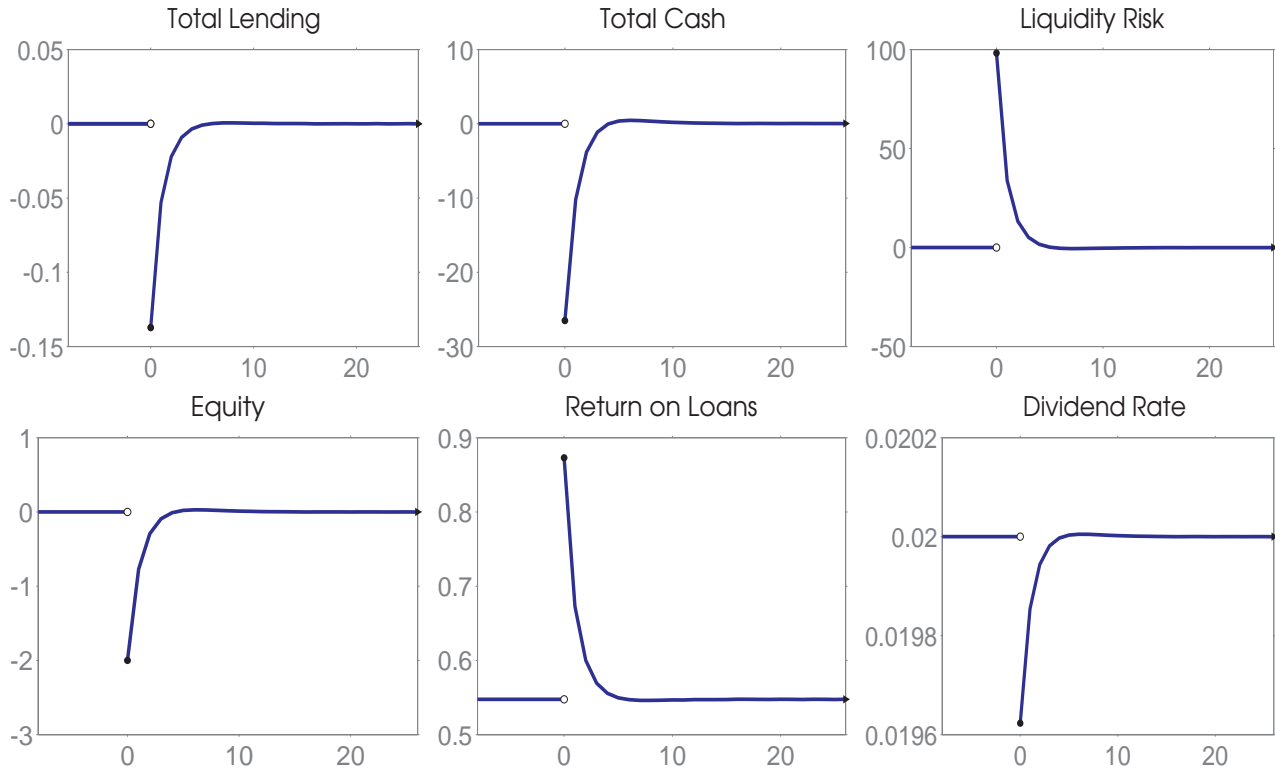 Total Lending
0.05
0
-0.05
-0.1
-0.15
0 10 20
Total Cash
10
0
-10
-20
-30
0 10 20
Liquidity Risk
100
50
0
-50
0 10 20
Equity
1
0
-1
-2
-3
0 10 20
Return on Loans
0.9
0.8
0.7
0.6
0.5
0 10 20
Dividend Rate
0.0202
0.02
0.0198
0.0196
0 10 20